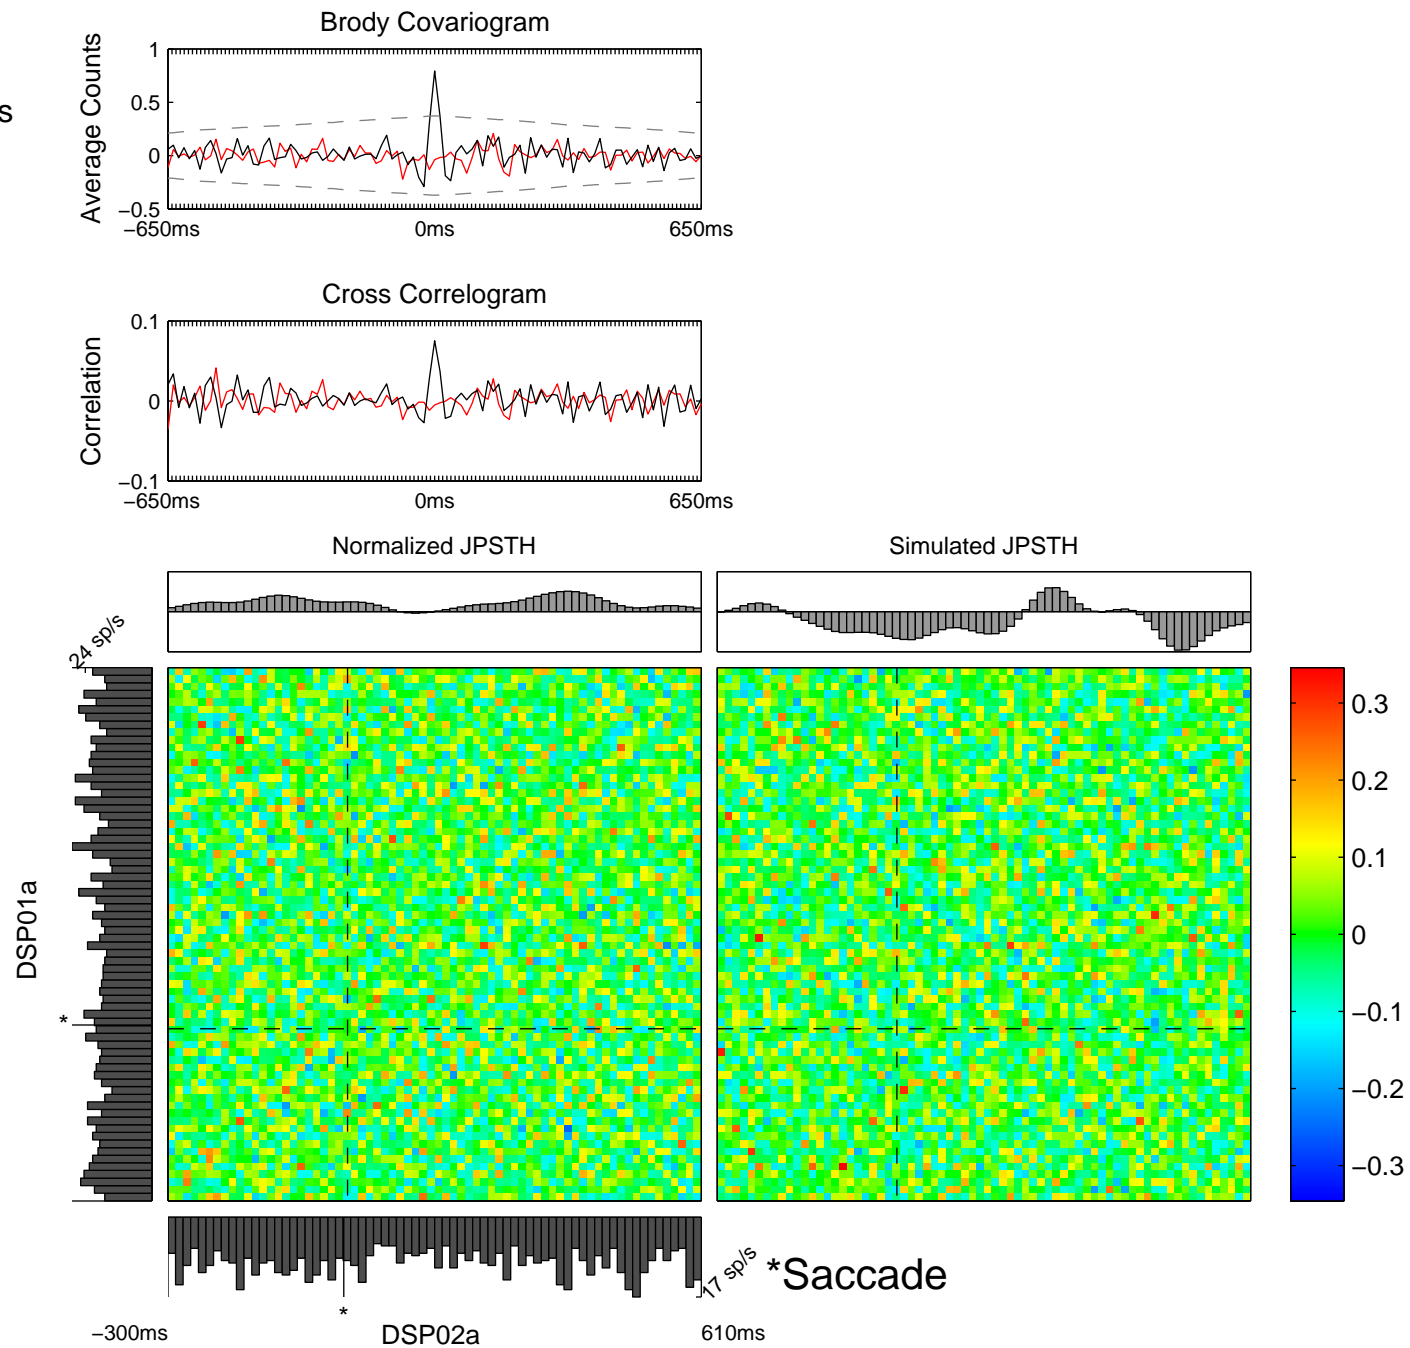 Brody Covariogram
s
Average Counts
1
0.5
0
−0.5
−650ms
0ms
650ms
Cross Correlogram
Correlation
0.1
0
−0.1
−650ms
0ms
650ms
Normalized JPSTH
Simulated JPSTH
24 sp/s
DSP01a
*
0.3
0.2
0.1
0
−0.1
−0.2
−0.3
17 sp/s
*Saccade
*
−300ms
DSP02a
610ms